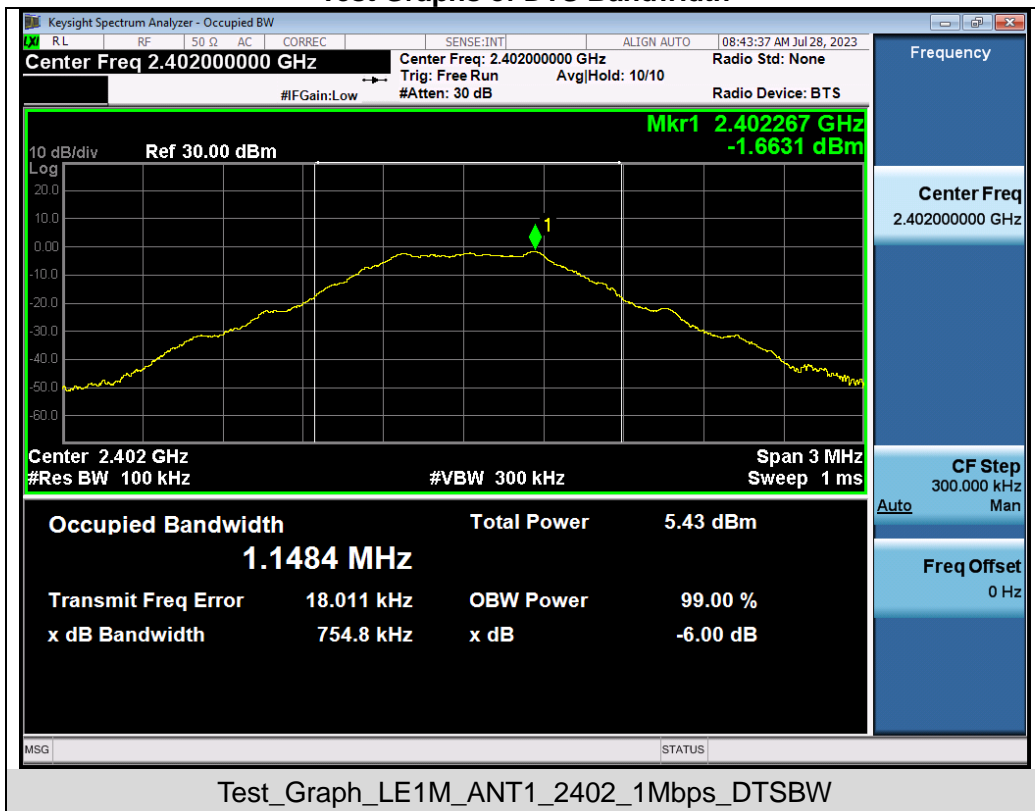 Test Graphs of DTS Bandwidth
Keysight Spectrum Analyzer - Occupied BW
LXI RL RF 50 Ω AC CORREC SENSE:INT ALIGN AUTO 08:43:37 AM Jul 28, 2023
Center Freq 2.402000000 GHz
Center Freq: 2.402000000 GHz Radio Std: None
Trig: Free Run Avg|Hold: 10/10
#IFGain:Low #Atten: 30 dB Radio Device: BTS
Frequency
Mkr1 2.402267 GHz
-1.6631 dBm
10 dB/div Ref 30.00 dBm
Log
20.0
10.0
0.00
-10.0
-20.0
-30.0
-40.0
-50.0
-60.0
1
Center 2.402 GHz Span 3 MHz
#Res BW 100 kHz #VBW 300 kHz Sweep 1 ms
Center Freq
2.402000000 GHz
CF Step
300.000 kHz
Auto Man
Freq Offset
0 Hz
Occupied Bandwidth Total Power 5.43 dBm
1.1484 MHz
Transmit Freq Error 18.011 kHz OBW Power 99.00 %
x dB Bandwidth 754.8 kHz x dB -6.00 dB
MSG STATUS
Test_Graph_LE1M_ANT1_2402_1Mbps_DTSBW